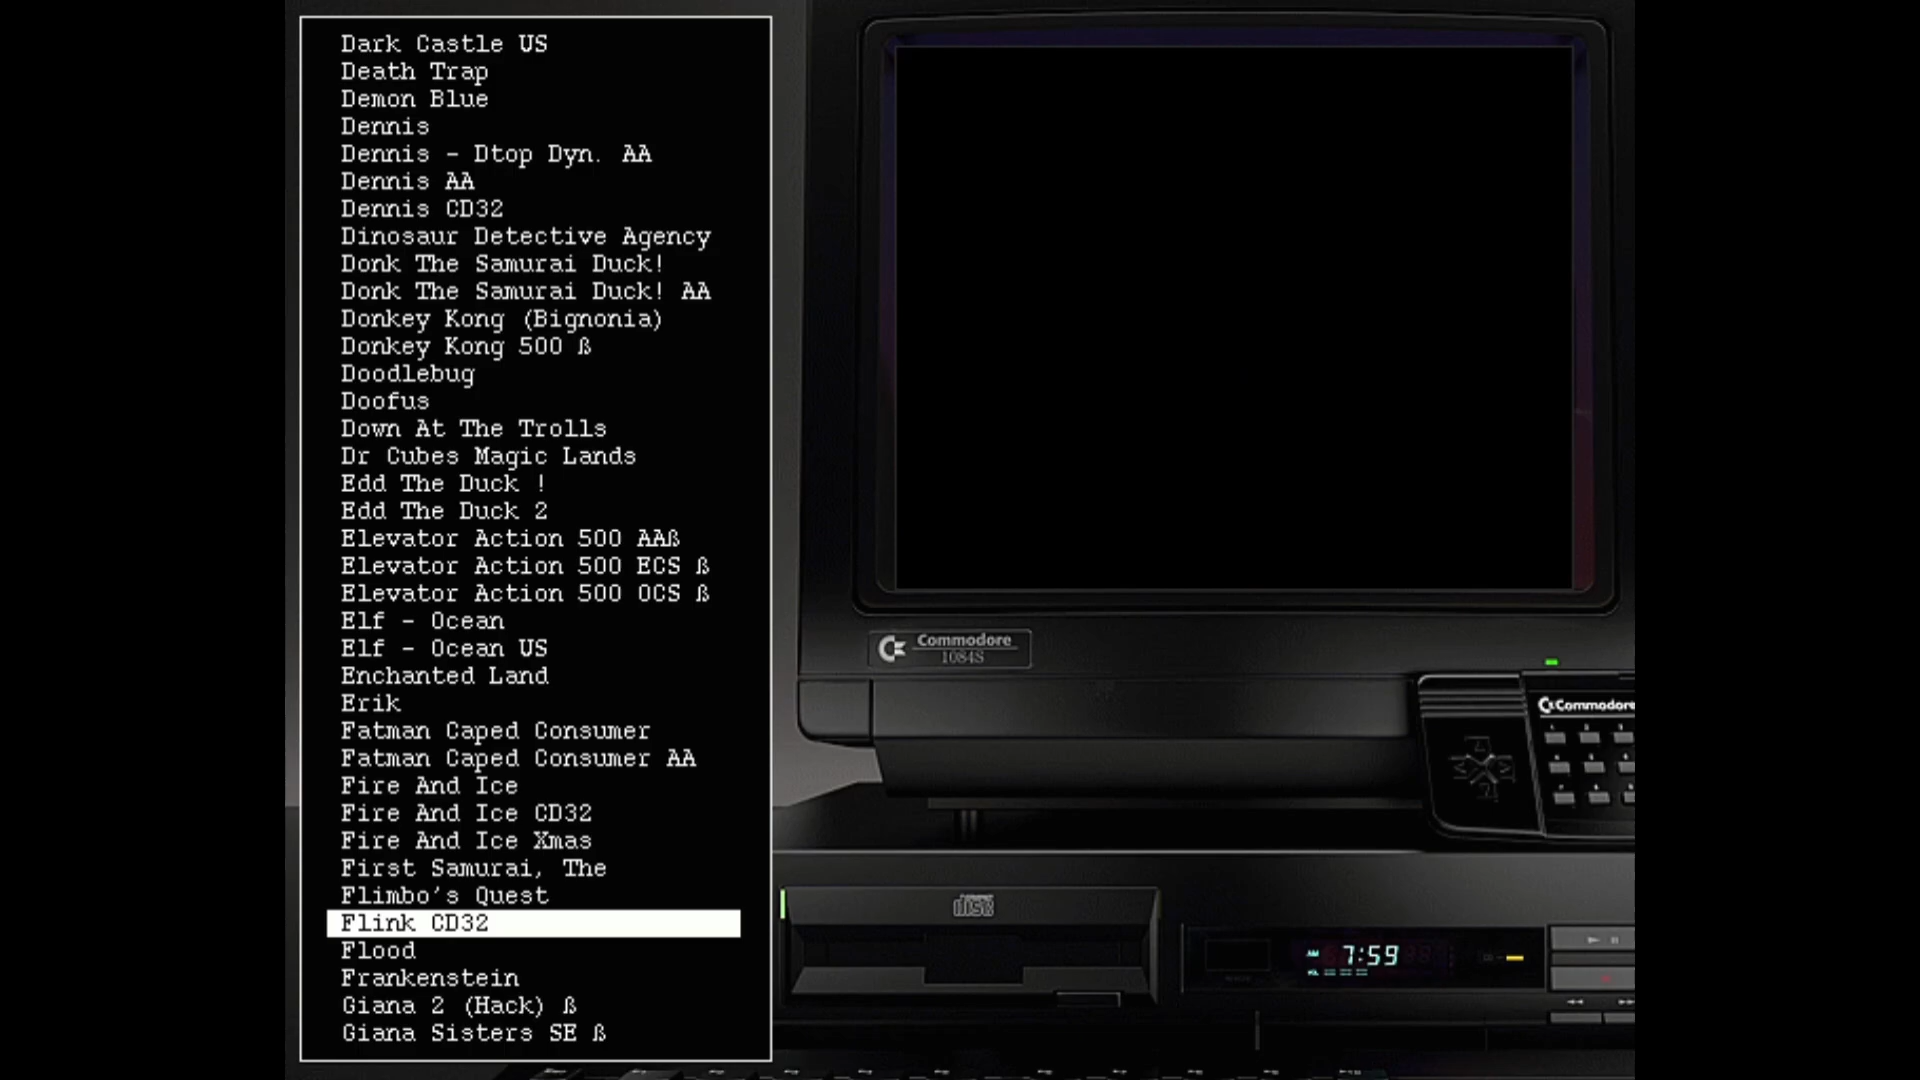 Dark Castle US
Death Trap
Demon Blue
Dennis
Dennis - Dtop Dyn. AA
Dennis AA
Dennis CD32
Dinosaur Detective Agency
Donk The Samurai Duck!
Donk The Samurai Duck! AA
Donkey Kong (Bignonia)
Donkey Kong 500 ß
Doodlebug
Doofus
Down At The Trolls
Dr Cubes Magic Lands
Edd The Duck !
Edd The Duck 2
Elevator Action 500 AAß
Elevator Action 500 ECS ß
Elevator Action 500 OCS ß
Elf - Ocean
Elf - Ocean US
Enchanted Land
Erik
Fatman Caped Consumer
Fatman Caped Consumer AA
Fire And Ice
Fire And Ice CD32
Fire And Ice Xmas
First Samurai, The
Flimbo's Quest
Flink CD32
Flood
Frankenstein
Giana 2 (Hack) ß
Giana Sisters SE ß
Commodore
1084S
Commodore
disc
7:59